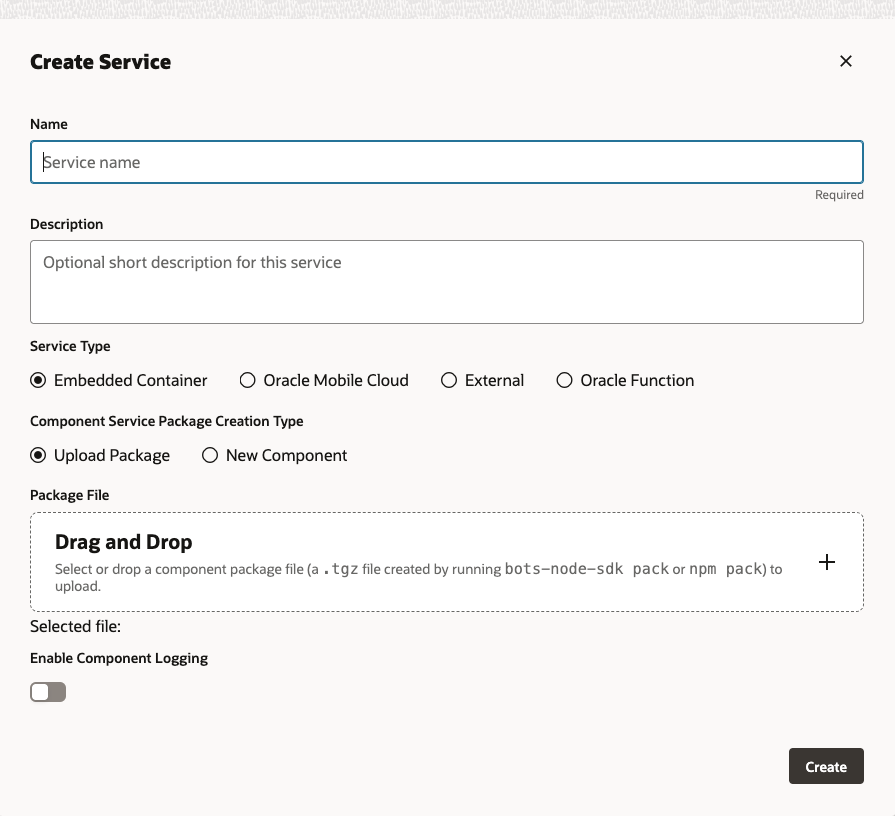 Create Service
Name
Service name
Required
Description
Optional short description for this service
Service Type
Embedded Container Oracle Mobile Cloud External Oracle Function
Component Service Package Creation Type
Upload Package New Component
Package File
Drag and Drop
Select or drop a component package file (a .tgz file created by running bots-node-sdk pack or npm pack) to
upload.
Selected file:
Enable Component Logging
Create